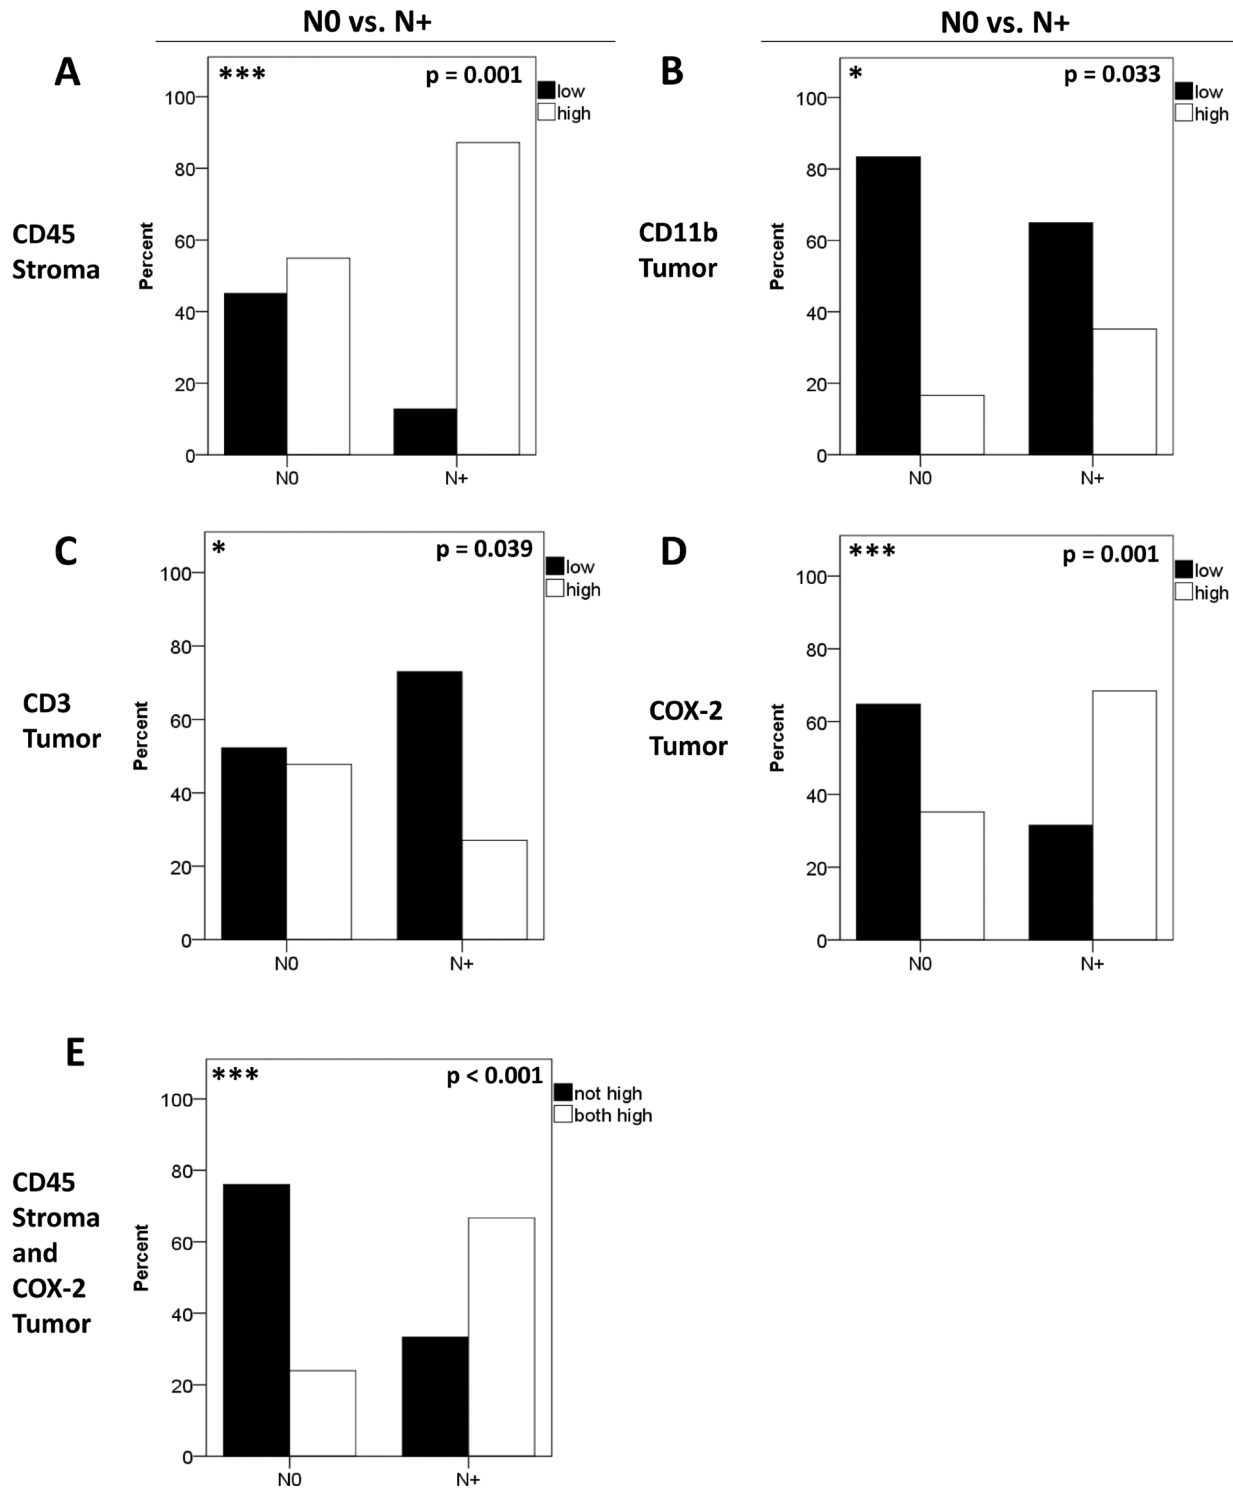 N0 vs. N+
N0 vs. N+
A
***
p = 0.001
low
high
100
80
60
40
20
0
Percent
CD45
Stroma
N0
N+
B
*
p = 0.033
low
high
100
80
60
40
20
0
Percent
CD11b
Tumor
N0
N+
C
*
p = 0.039
low
high
100
80
60
40
20
0
Percent
CD3
Tumor
N0
N+
D
***
p = 0.001
low
high
100
80
60
40
20
0
Percent
COX-2
Tumor
N0
N+
E
***
p < 0.001
not high
both high
100
80
60
40
20
0
Percent
CD45
Stroma
and
COX-2
Tumor
N0
N+